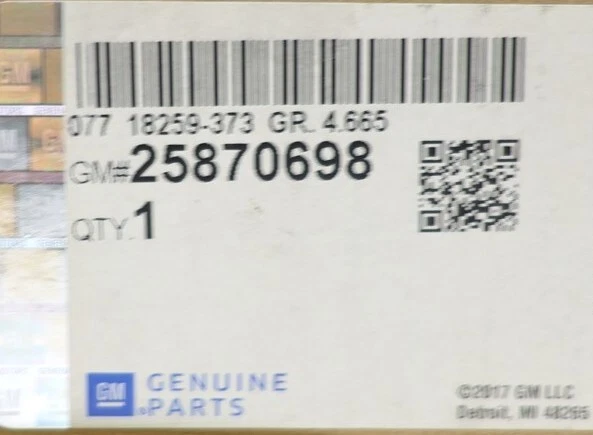 077 18259-373 GR. 4.665
GM#25870698
QTY.1
GM GENUINE
PARTS
©2017 GM LLC
Detroit, MI 48265